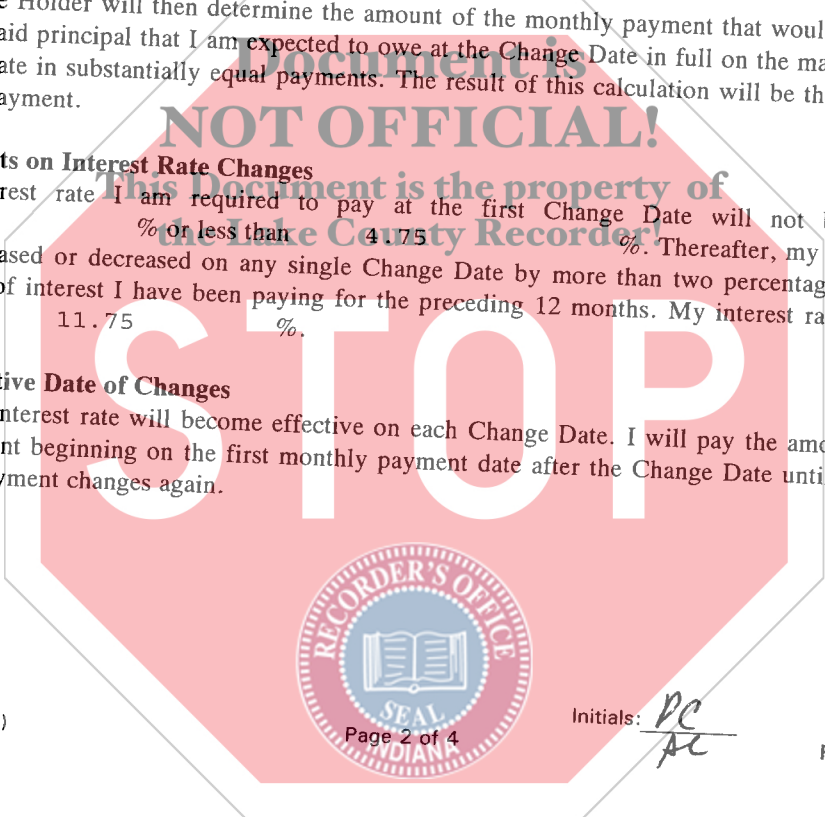 Holder will then determine the amount of the monthly payment that woul
aid principal that I am expected to owe at the Change Date in full on the ma
ate in substantially equal payments. The result of this calculation will be th
ayment.
Document is
NOT OFFICIAL!
This Document is the property of
the Lake County Recorder!
ts on Interest Rate Changes
rest rate I am required to pay at the first Change Date will not
% or less than 4.75 %. Thereafter, my
ased or decreased on any single Change Date by more than two percentag
of interest I have been paying for the preceding 12 months. My interest ra
11.75 %.
STOP
tive Date of Changes
nterest rate will become effective on each Change Date. I will pay the amo
nt beginning on the first monthly payment date after the Change Date unti
yment changes again.
RECORDER'S OFFICE
SEAL
INDIANA
)
Page 2 of 4
Initials: DC
AC